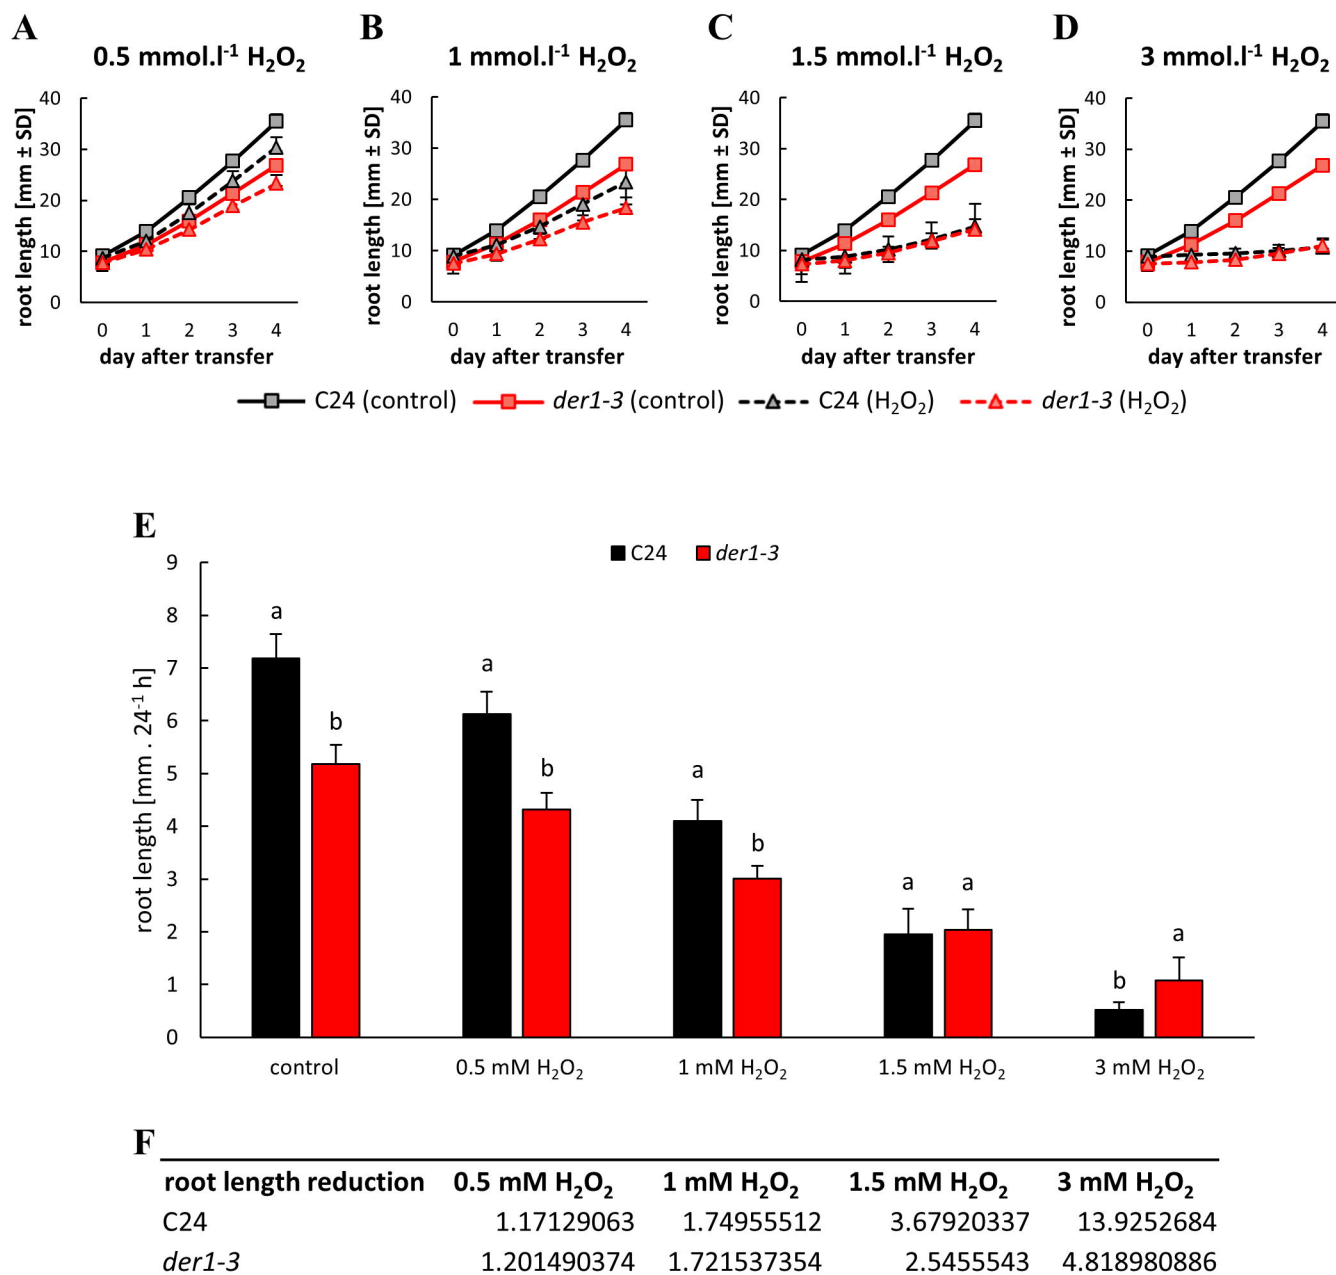 A
B
C
D
0.5 mmol.l⁻¹ H₂O₂
1 mmol.l⁻¹ H₂O₂
1.5 mmol.l⁻¹ H₂O₂
3 mmol.l⁻¹ H₂O₂
root length [mm ± SD]
40
30
20
10
0
0 1 2 3 4
day after transfer
root length [mm ± SD]
40
30
20
10
0
0 1 2 3 4
day after transfer
root length [mm ± SD]
40
30
20
10
0
0 1 2 3 4
day after transfer
root length [mm ± SD]
40
30
20
10
0
0 1 2 3 4
day after transfer
C24 (control) der1-3 (control) C24 (H₂O₂) der1-3 (H₂O₂)
E
C24 der1-3
root length [mm . 24⁻¹ h]
9
8
7
6
5
4
3
2
1
0
a b a b a b a a b a
control 0.5 mM H₂O₂ 1 mM H₂O₂ 1.5 mM H₂O₂ 3 mM H₂O₂
F
root length reduction 0.5 mM H₂O₂ 1 mM H₂O₂ 1.5 mM H₂O₂ 3 mM H₂O₂
C24 1.17129063 1.74955512 3.67920337 13.9252684
der1-3 1.201490374 1.721537354 2.5455543 4.818980886